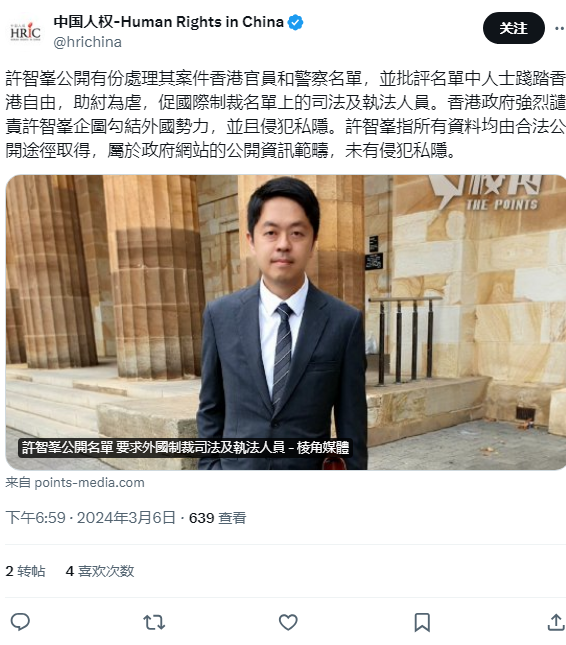 中国人权-Human Rights in China
HRIC
@hrichina
关注
許智峯公開有份處理其案件香港官員和警察名單，並批評名單中人士踐踏香
港自由，助紂為虐，促國際制裁名單上的司法及執法人員。香港政府強烈譴
責許智峯企圖勾結外國勢力，並且侵犯私隱。許智峯指所有資料均由合法公
開途徑取得，屬於政府網站的公開資訊範疇，未有侵犯私隱。
THE POINTS
許智峯公開名單 要求外國制裁司法及執法人員 - 棱角媒體
来自 points-media.com
下午6:59 · 2024年3月6日 · 639 查看
2 转帖 4 喜欢次数